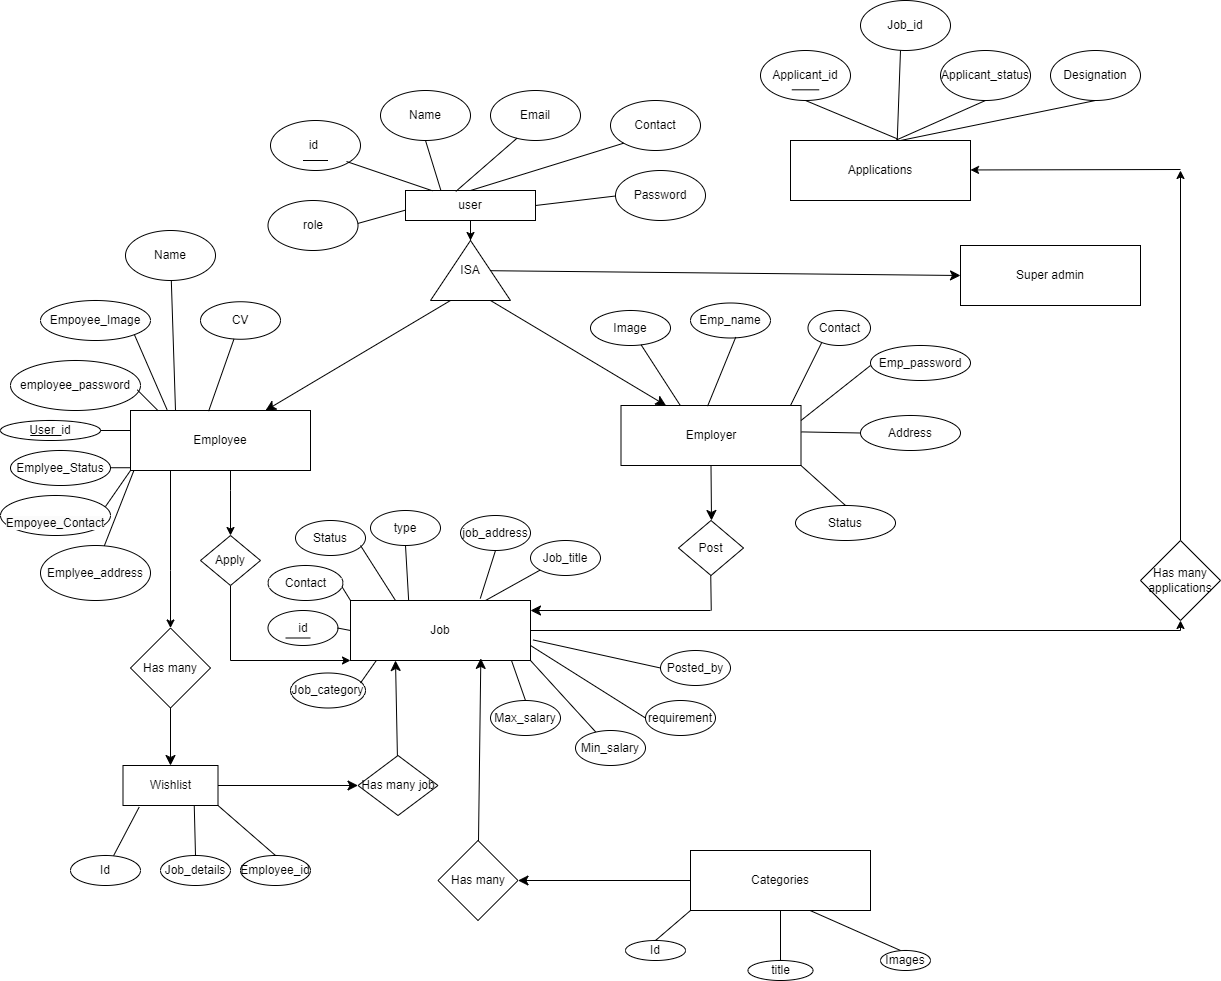 Job_id
Applicant_id
Applicant_status
Designation
Name
Email
Contact
id
Password
role
user
Applications
ISA
Super admin
Name
Empoyee_Image
CV
employee_password
User_id
Emplyee_Status
Empoyee_Contact
Emplyee_address
Employee
Image
Emp_name
Contact
Emp_password
Address
Status
Employer
Apply
Post
Has many
applications
Status
type
job_address
Job_title
Contact
id
Job
Job_category
Posted_by
requirement
Max_salary
Min_salary
Has many
Wishlist
Has many job
Id
Job_details
Employee_id
Has many
Categories
Id
title
Images